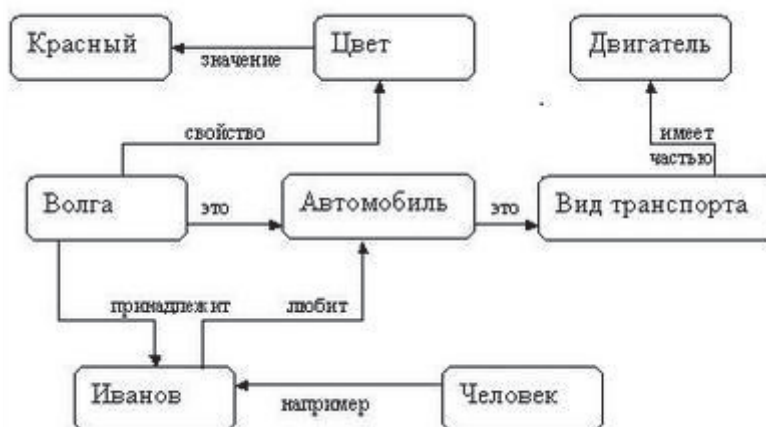 Красный
значение
Цвет
Двигатель
свойство
имеет
частью
Волга
это
Автомобиль
это
Вид транспорта
принадлежит
любит
Иванов
например
Человек